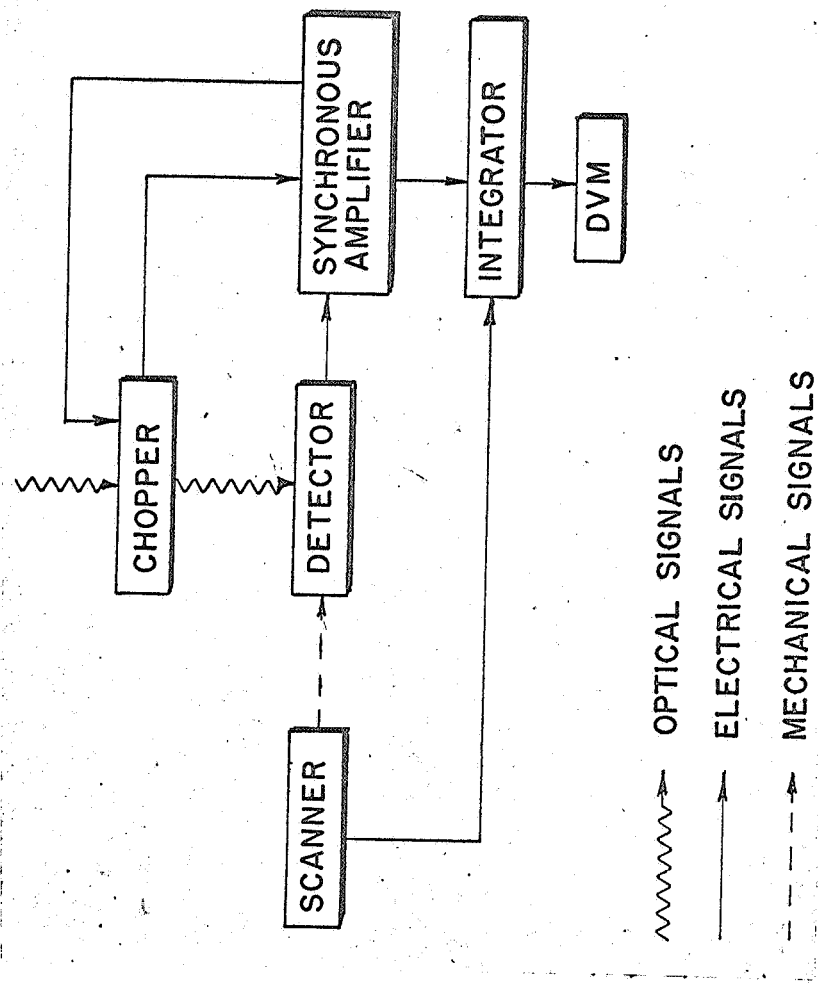 CHOPPER
SYNCHRONOUS
AMPLIFIER
SCANNER
DETECTOR
INTEGRATOR
DVM
OPTICAL SIGNALS
ELECTRICAL SIGNALS
MECHANICAL SIGNALS